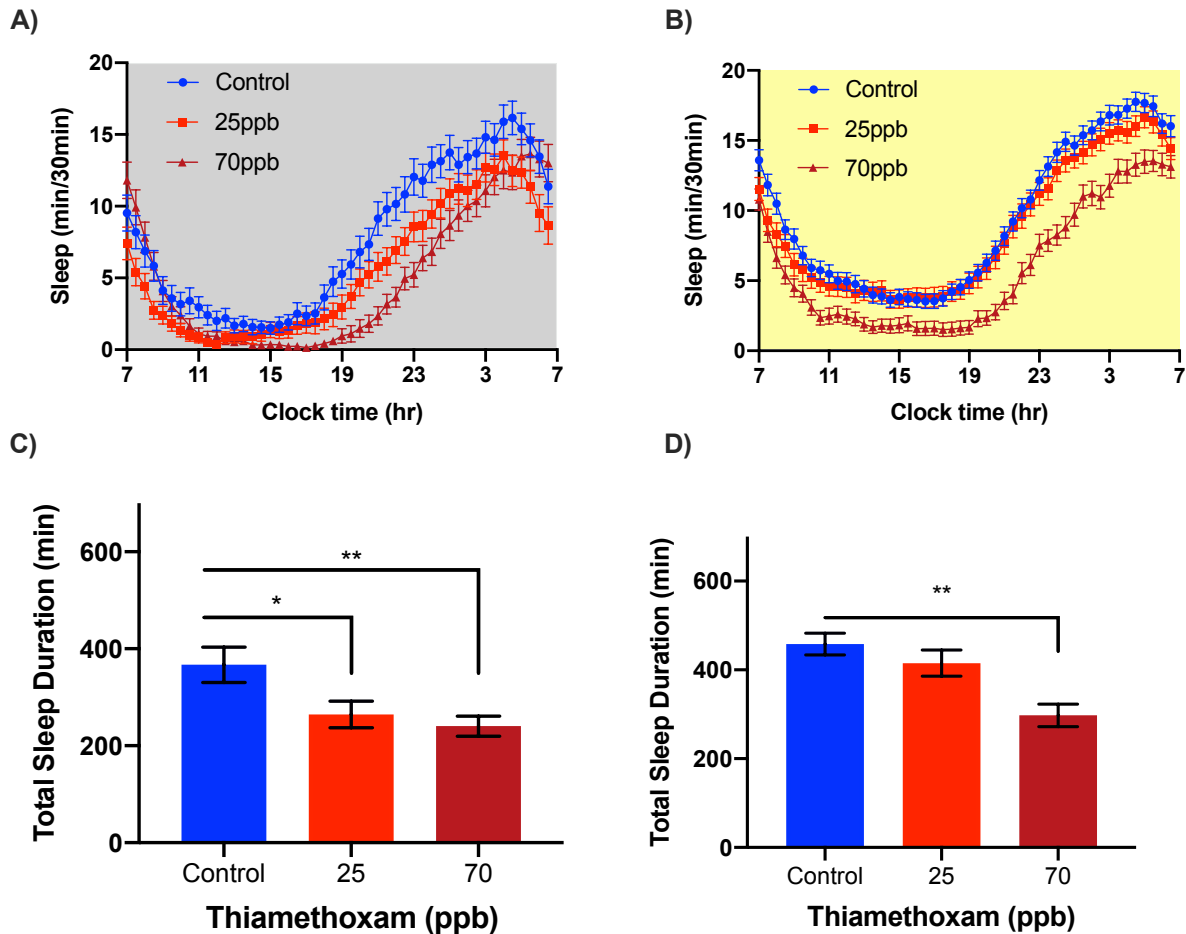 A)
20
15
10
5
0
Sleep (min/30min)
Control
25ppb
70ppb
7 11 15 19 23 3 7
Clock time (hr)
B)
20
15
10
5
0
Sleep (min/30min)
Control
25ppb
70ppb
7 11 15 19 23 3 7
Clock time (hr)
C)
600
400
200
0
Total Sleep Duration (min)
**
*
Control 25 70
Thiamethoxam (ppb)
D)
600
400
200
0
Total Sleep Duration (min)
**
Control 25 70
Thiamethoxam (ppb)